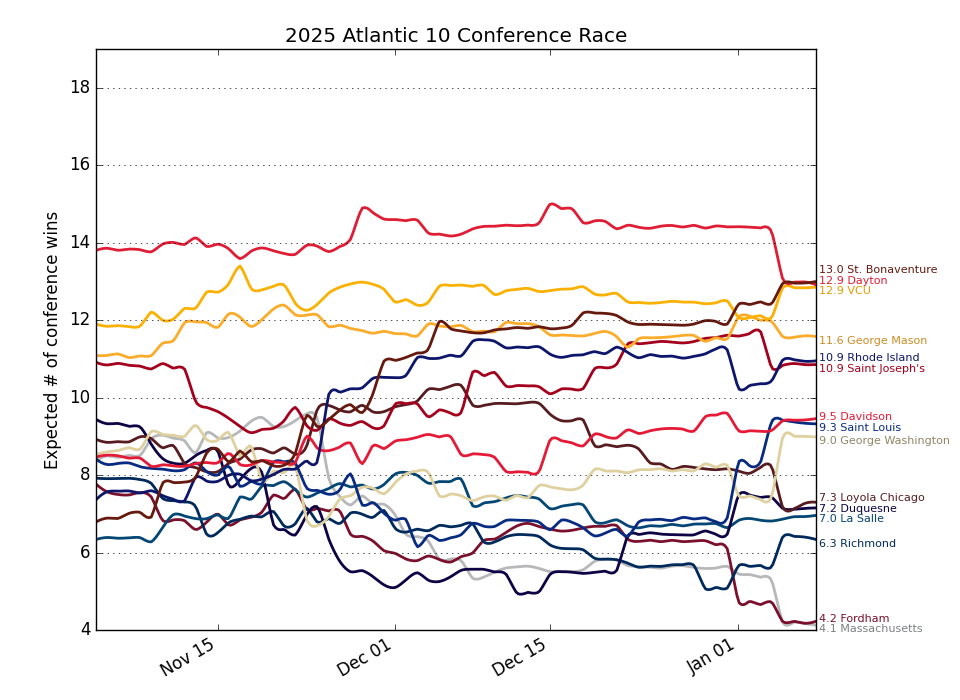 2025 Atlantic 10 Conference Race
Expected # of conference wins
18
16
14
12
10
8
6
4
Nov 15
Dec 01
Dec 15
Jan 01
13.0 St. Bonaventure
12.9 Dayton
12.9 VCU
11.6 George Mason
10.9 Rhode Island
10.9 Saint Joseph's
9.5 Davidson
9.3 Saint Louis
9.0 George Washington
7.3 Loyola Chicago
7.2 Duquesne
7.0 La Salle
6.3 Richmond
4.2 Fordham
4.1 Massachusetts